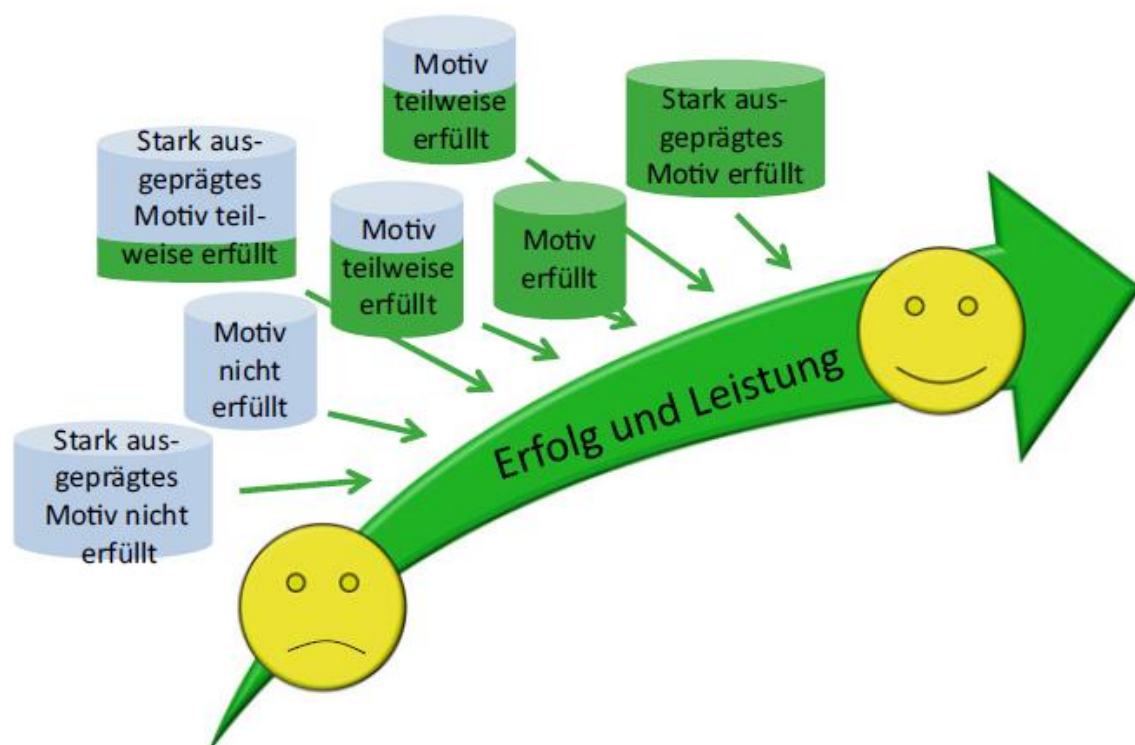 Motiv
teilweise
erfüllt
Stark aus-
geprägtes
Motiv erfüllt
Stark aus-
geprägtes
Motiv teil-
weise erfüllt
Motiv
teilweise
erfüllt
Motiv
erfüllt
Motiv
nicht
erfüllt
Stark aus-
geprägtes
Motiv nicht
erfüllt
Erfolg und Leistung